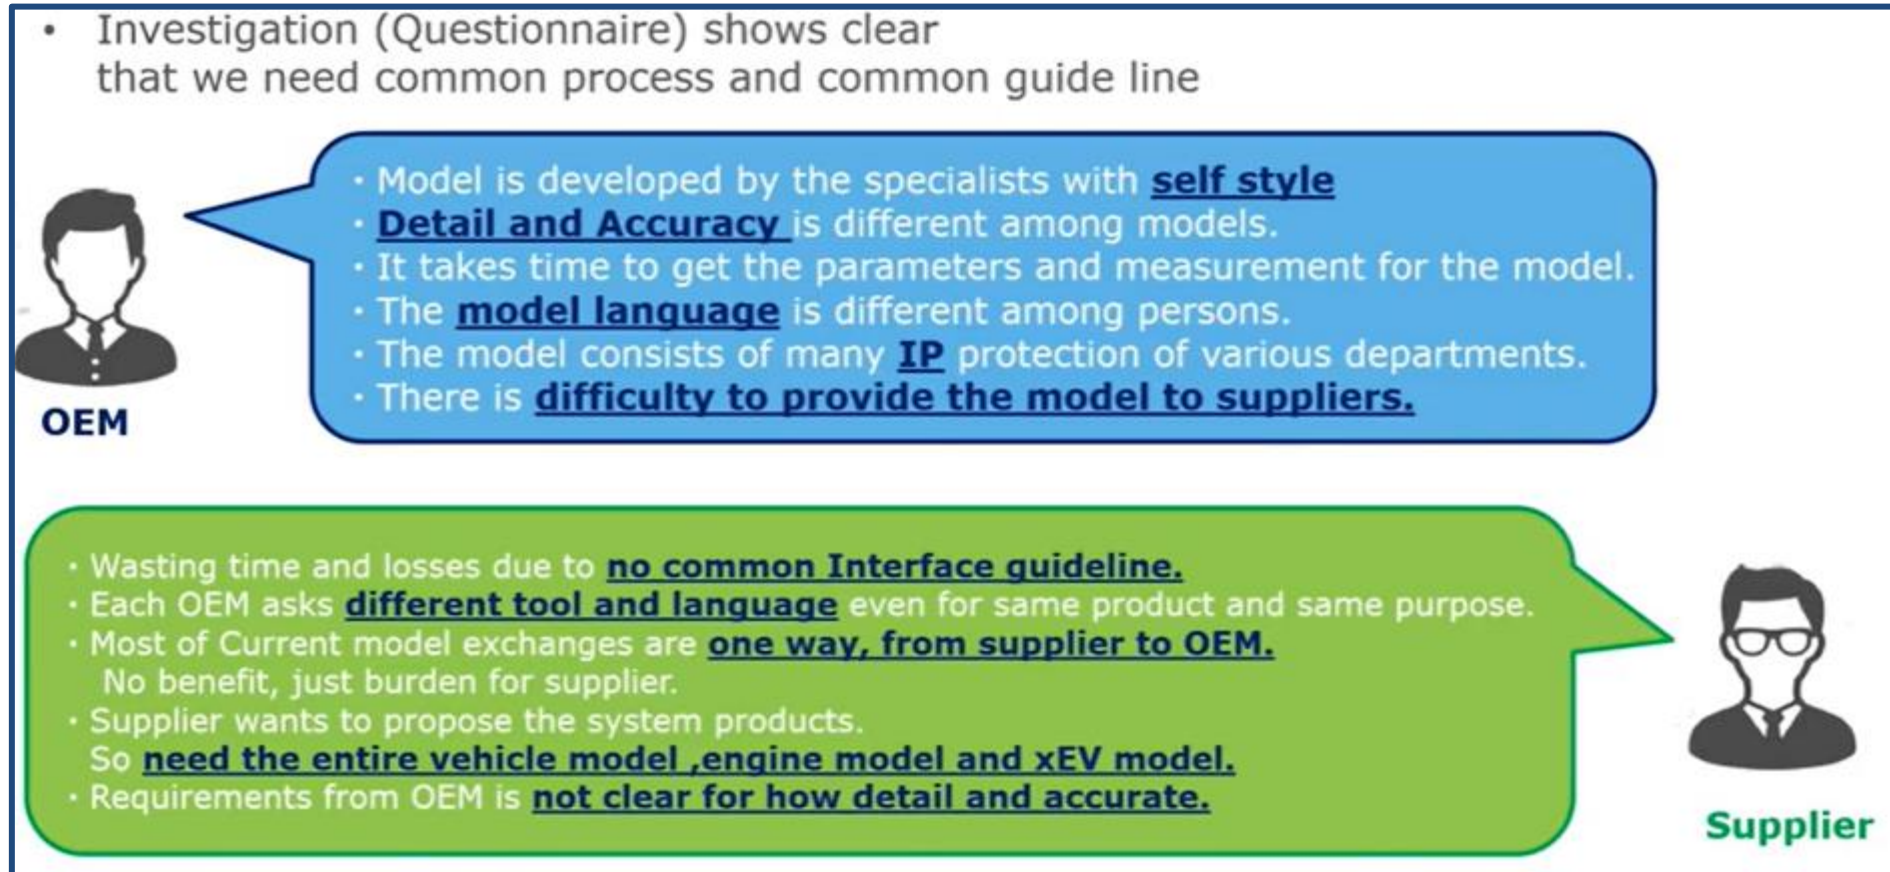 • Investigation (Questionnaire) shows clear
that we need common process and common guide line
· Model is developed by the specialists with self style
· Detail and Accuracy is different among models.
· It takes time to get the parameters and measurement for the model.
· The model language is different among persons.
· The model consists of many IP protection of various departments.
· There is difficulty to provide the model to suppliers.
OEM
· Wasting time and losses due to no common Interface guideline.
· Each OEM asks different tool and language even for same product and same purpose.
· Most of Current model exchanges are one way, from supplier to OEM.
No benefit, just burden for supplier.
· Supplier wants to propose the system products.
So need the entire vehicle model ,engine model and xEV model.
· Requirements from OEM is not clear for how detail and accurate.
Supplier